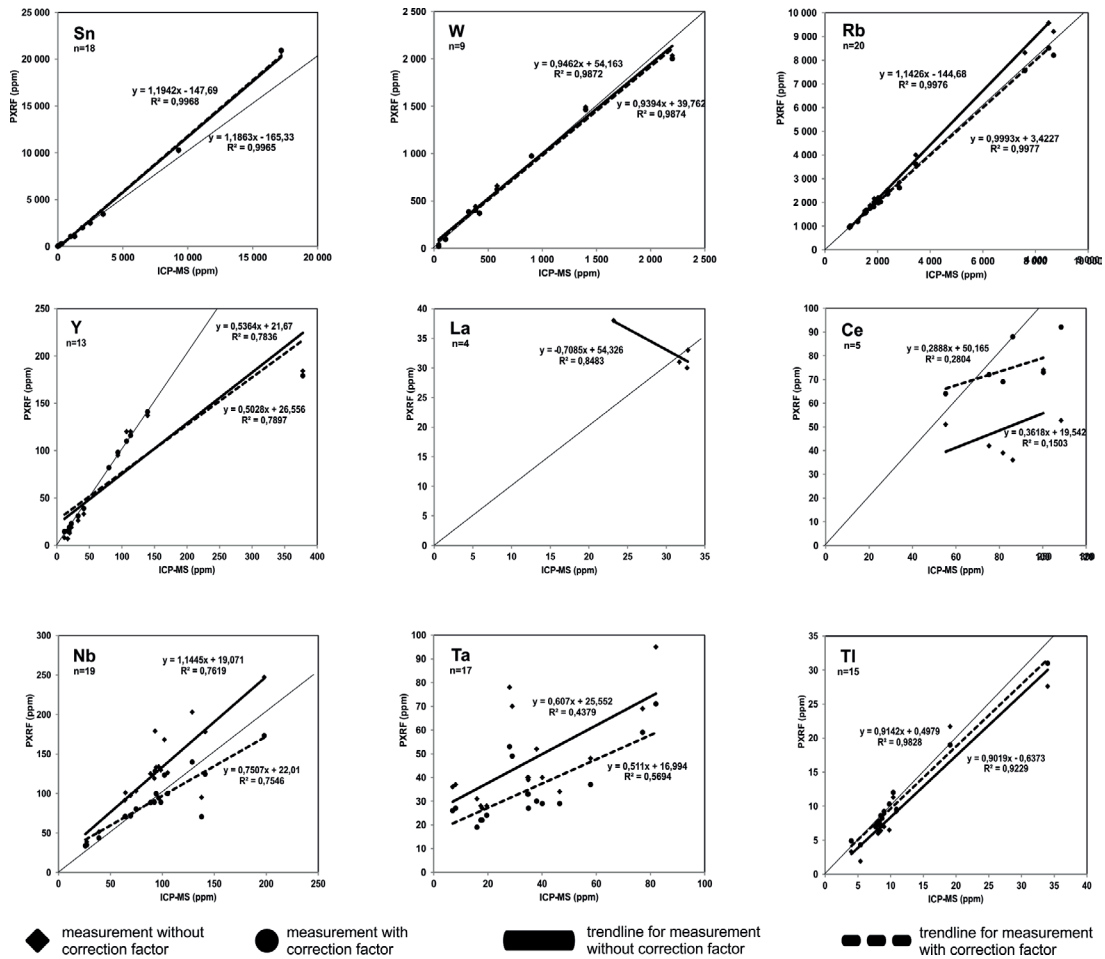 Sn
n=18
25 000
20 000
15 000
10 000
5 000
0
PXRF (ppm)
y = 1,1942x - 147,69
R² = 0,9968
y = 1,1863x - 165,33
R² = 0,9965
0 5 000 10 000 15 000 20 000
ICP-MS (ppm)
W
n=9
2 500
2 000
1 500
1 000
500
0
PXRF (ppm)
y = 0,9462x + 54,163
R² = 0,9872
y = 0,9394x + 39,762
R² = 0,9874
0 500 1 000 1 500 2 000 2 500
ICP-MS (ppm)
Rb
n=20
10 000
9 000
8 000
7 000
6 000
5 000
4 000
3 000
2 000
1 000
0
PXRF (ppm)
y = 1,1426x - 144,68
R² = 0,9976
y = 0,9993x + 3,4227
R² = 0,9977
0 2 000 4 000 6 000
ICP-MS (ppm)
Y
n=13
250
200
150
100
50
0
PXRF (ppm)
y = 0,5364x + 21,67
R² = 0,7836
y = 0,5028x + 26,556
R² = 0,7897
0 50 100 150 200 250 300 350 400
ICP-MS (ppm)
La
n=4
40
35
30
25
20
15
10
5
0
PXRF (ppm)
y = -0,7085x + 54,326
R² = 0,8483
0 5 10 15 20 25 30 35
ICP-MS (ppm)
Ce
n=5
100
90
80
70
60
50
40
30
20
10
0
PXRF (ppm)
y = 0,2888x + 50,165
R² = 0,2804
y = 0,3618x + 19,542
R² = 0,1503
0 20 40 60 80
ICP-MS (ppm)
Nb
n=19
300
250
200
150
100
50
0
PXRF (ppm)
y = 1,1445x + 19,071
R² = 0,7619
y = 0,7507x + 22,01
R² = 0,7546
0 50 100 150 200 250
ICP-MS (ppm)
Ta
n=17
100
90
80
70
60
50
40
30
20
10
0
PXRF (ppm)
y = 0,607x + 25,552
R² = 0,4379
y = 0,511x + 16,994
R² = 0,5694
0 20 40 60 80 100
ICP-MS (ppm)
Tl
n=15
35
30
25
20
15
10
5
0
PXRF (ppm)
y = 0,9142x + 0,4979
R² = 0,9828
y = 0,9019x - 0,6373
R² = 0,9229
0 5 10 15 20 25 30 35 40
ICP-MS (ppm)
measurement without
correction factor
measurement with
correction factor
trendline for measurement
without correction factor
trendline for measurement
with correction factor